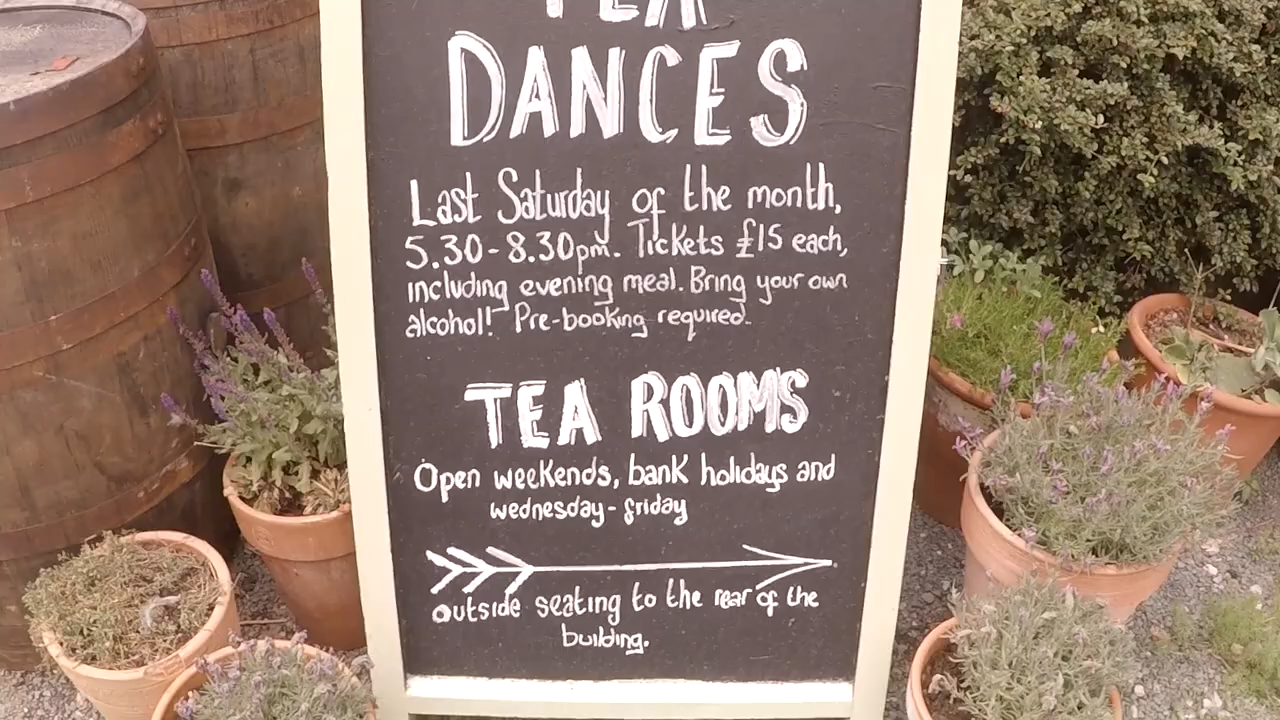 TEA
DANCES
Last Saturday of the month,
5.30-8.30pm. Tickets £15 each,
including evening meal. Bring your own
alcohol! Pre-booking required.
TEA ROOMS
Open weekends, bank holidays and
wednesday-friday
outside seating to the rear of the
building.